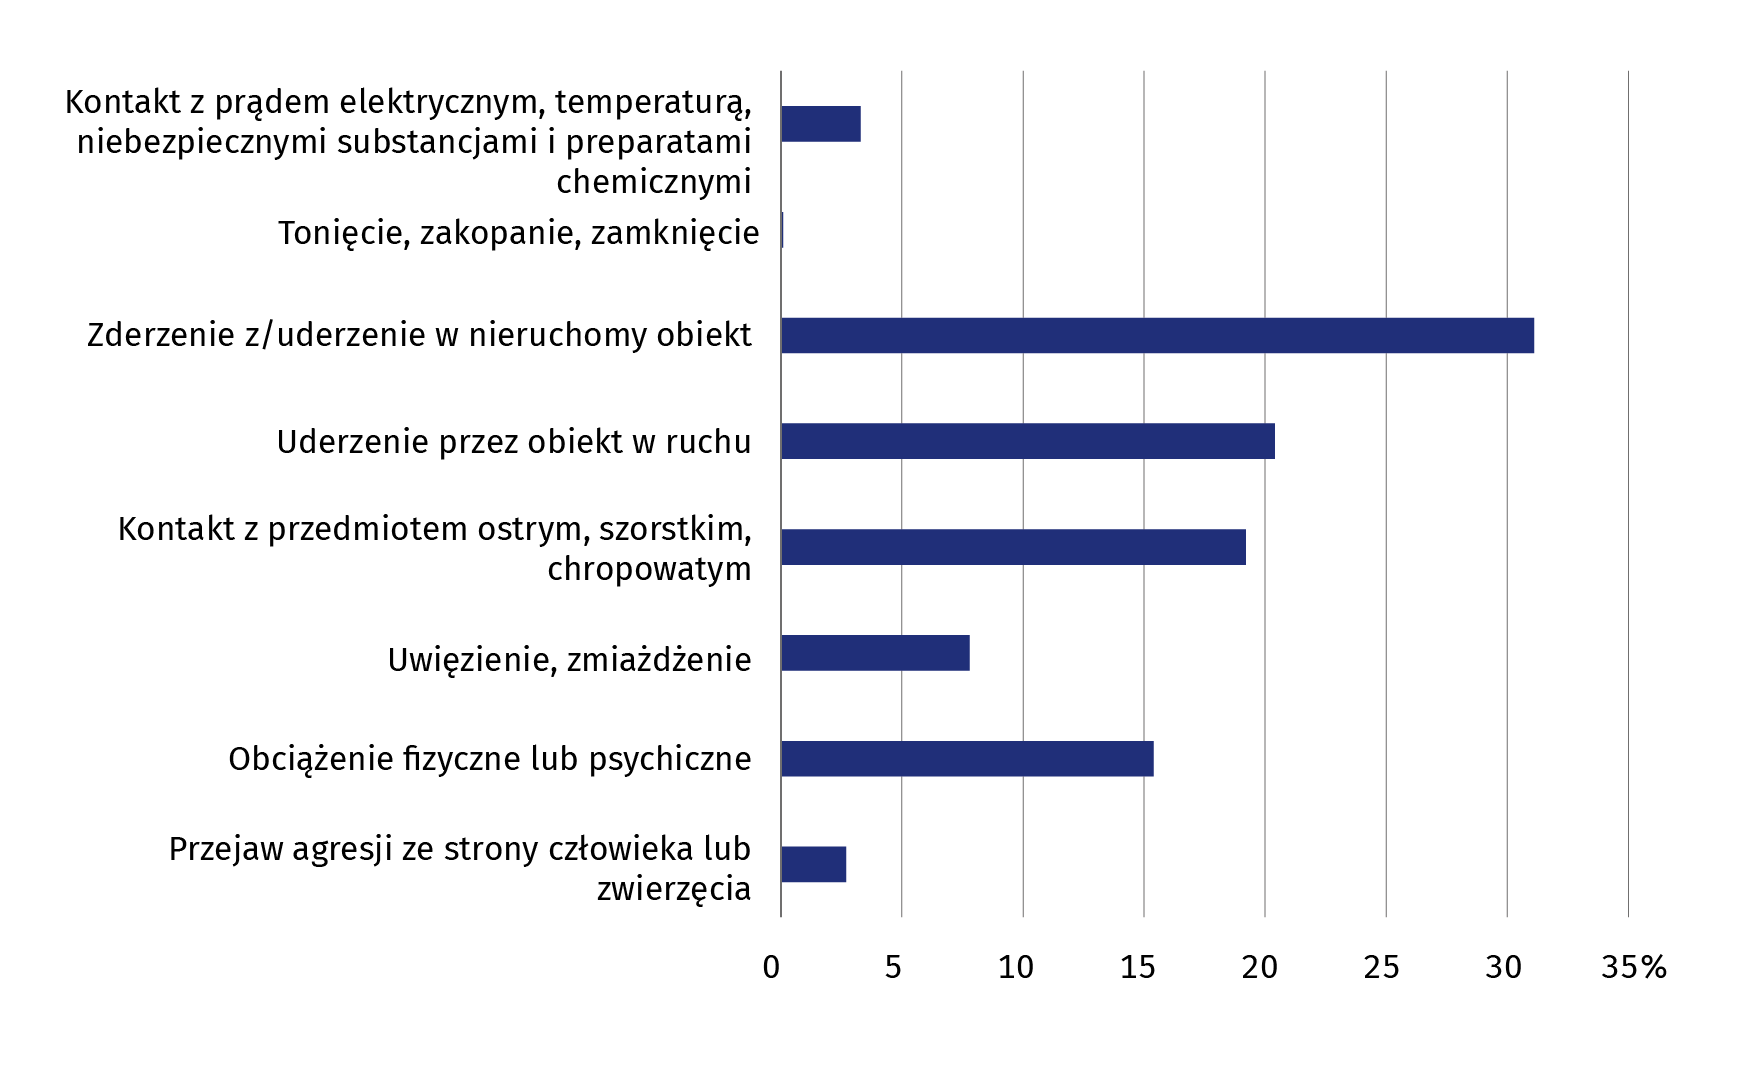 Kontakt z prądem elektrycznym, temperaturą,
niebezpiecznymi substancjami i preparatami
chemicznymi
Tonięcie, zakopanie, zamknięcie
Zderzenie z/uderzenie w nieruchomy obiekt
Uderzenie przez obiekt w ruchu
Kontakt z przedmiotem ostrym, szorstkim,
chropowatym
Uwięzienie, zmiażdżenie
Obciążenie fizyczne lub psychiczne
Przejaw agresji ze strony człowieka lub
zwierzęcia
0 5 10 15 20 25 30 35%